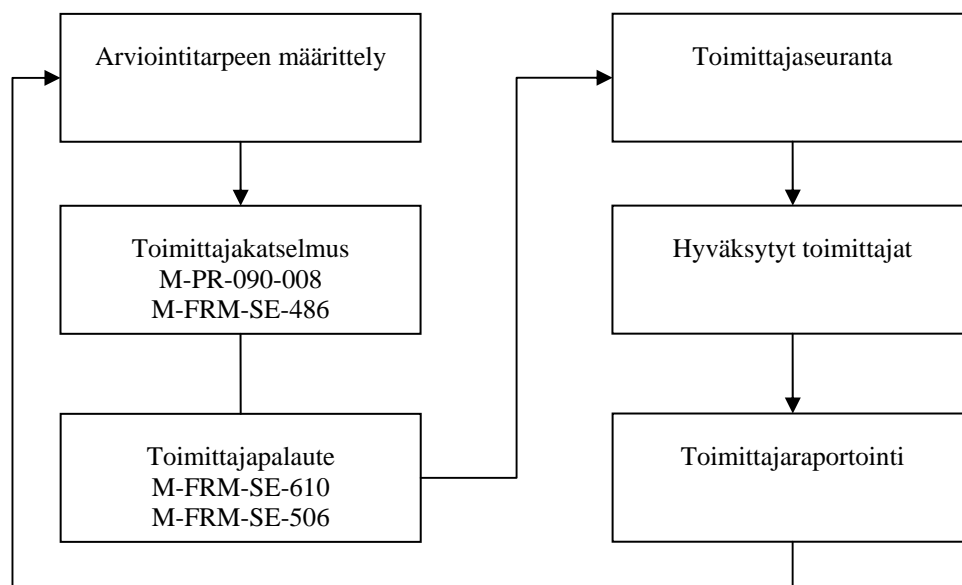 Arviointitarpeen määrittely
Toimittajakatselmus
M-PR-090-008
M-FRM-SE-486
Toimittajapalaute
M-FRM-SE-610
M-FRM-SE-506
Toimittajaseuranta
Hyväksytyt toimittajat
Toimittajaraportointi